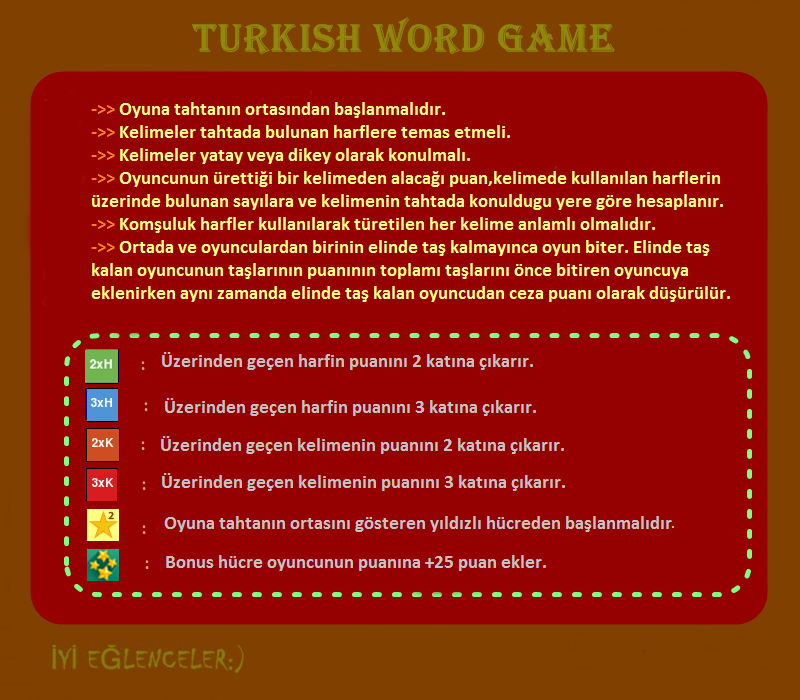 TURKISH WORD GAME
->> Oyuna tahtanın ortasından başlanmalıdır.
->> Kelimeler tahtada bulunan harflere temas etmeli.
->> Kelimeler yatay veya dikey olarak konulmalı.
->> Oyuncunun ürettiği bir kelimeden alacağı puan,kelimede kullanılan harflerin
üzerinde bulunan sayılara ve kelimenin tahtada konuldugu yere göre hesaplanır.
->> Komşuluk harfler kullanılarak türetilen her kelime anlamlı olmalıdır.
->> Ortada ve oyunculardan birinin elinde taş kalmayınca oyun biter. Elinde taş
kalan oyuncunun taşlarının puanının toplamı taşlarını önce bitiren oyuncuya
eklenirken aynı zamanda elinde taş kalan oyuncudan ceza puanı olarak düşürülür.
2xH : Üzerinden geçen harfin puanını 2 katına çıkarır.
3xH : Üzerinden geçen harfin puanını 3 katına çıkarır.
2xK : Üzerinden geçen kelimenin puanını 2 katına çıkarır.
3xK : Üzerinden geçen kelimenin puanını 3 katına çıkarır.
2 : Oyuna tahtanın ortasını gösteren yıldızlı hücreden başlanmalıdır.
: Bonus hücre oyuncunun puanına +25 puan ekler.
İYİ EĞLENCELER:)